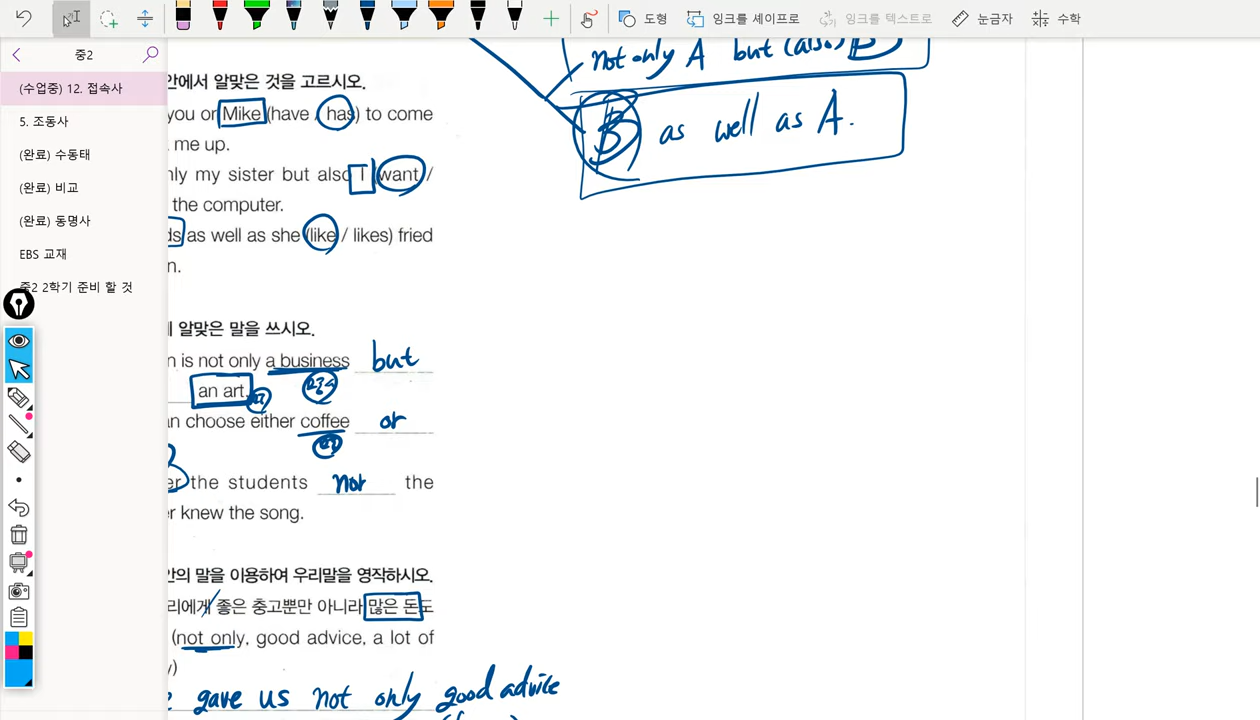 도형
잉크를 셰이프로
잉크를 텍스트로
눈금자
수학
중2
(수업중) 12. 접속사
5. 조동사
(완료) 수동태
(완료) 비교
(완료) 동명사
EBS 교재
중2 2학기 준비 할 것
not only A but (also) B
B as well as A.
안에서 알맞은 것을 고르시오.
you or Mike (have / has) to come
me up.
nly my sister but also I (want /
the computer.
ds as well as she (like / likes) fried
n.
알맞은 말을 쓰시오.
n is not only a business but
an art.
명사
an choose either coffee or
er the students nor the
er knew the song.
안의 말을 이용하여 우리말을 영작하시오.
리에게 좋은 충고뿐만 아니라 많은 돈도
(not only, good advice, a lot of
y)
e gave us not only good advice